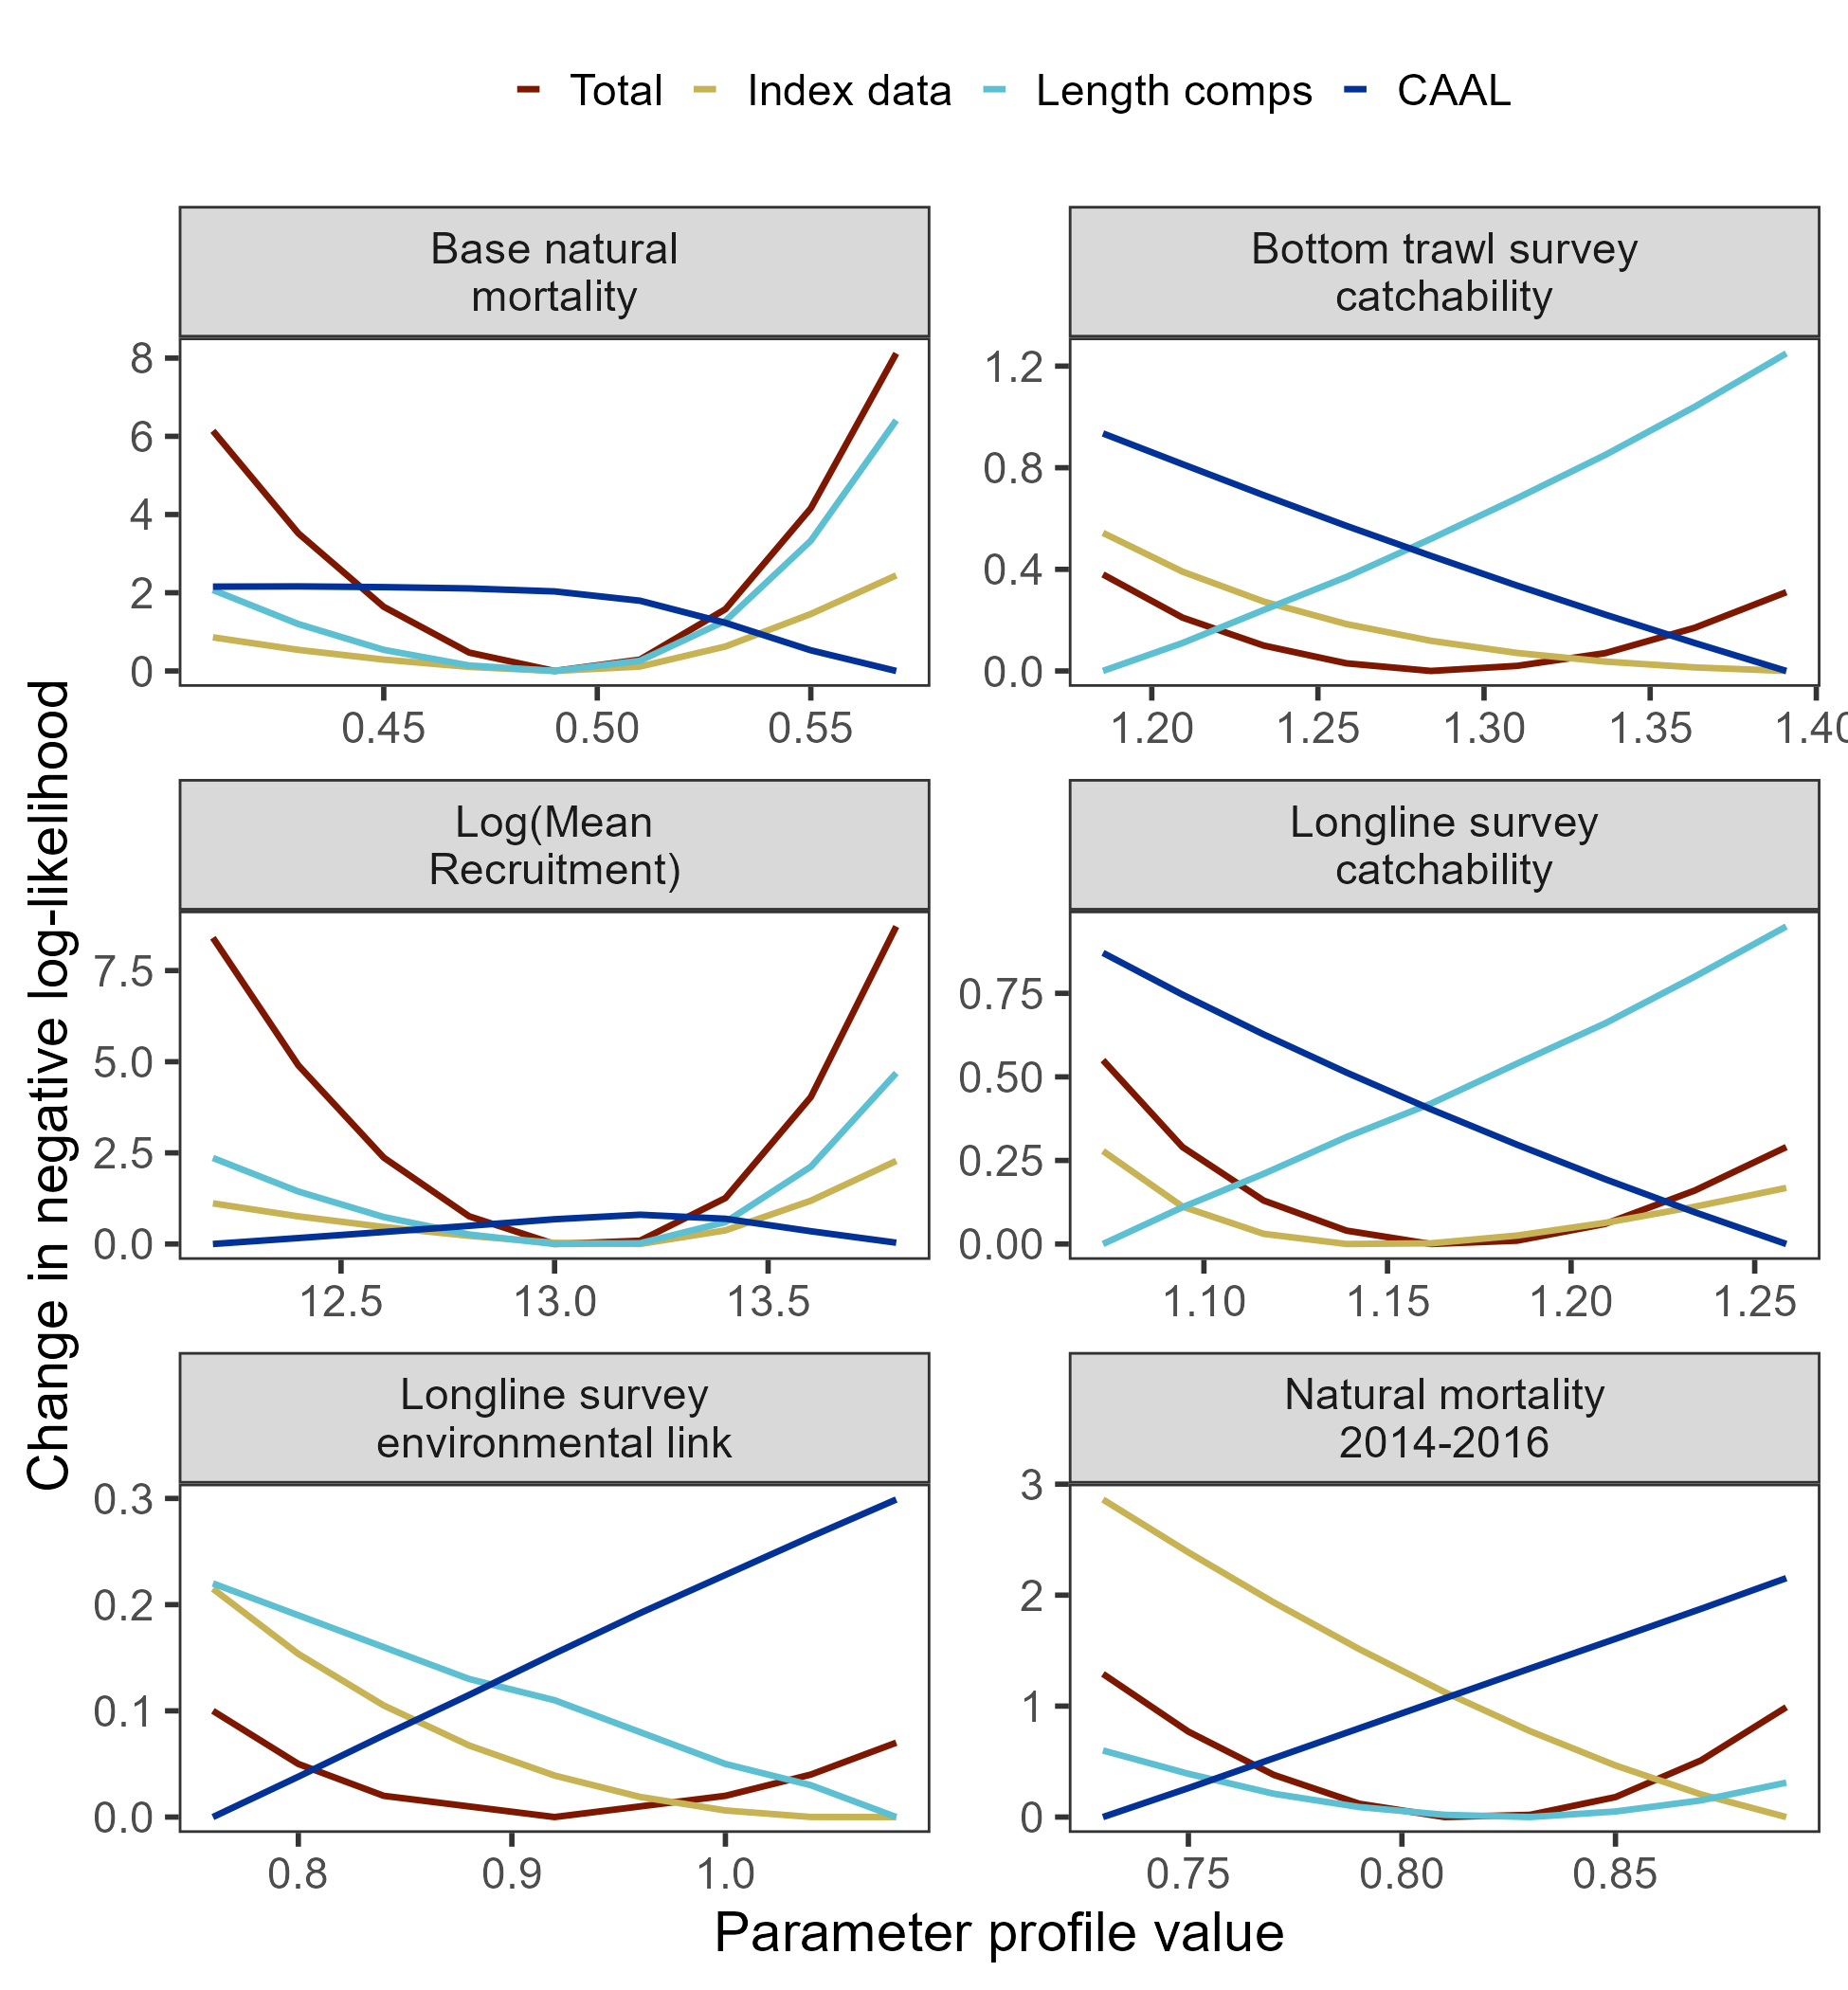 Total Index data Length comps CAAL
Base natural
mortality
Bottom trawl survey
catchability
8
6
4
2
0
0.45 0.50 0.55
1.2
0.8
0.4
0.0
1.20 1.25 1.30 1.35 1.40
Change in negative log-likelihood
Log(Mean
Recruitment)
Longline survey
catchability
7.5
5.0
2.5
0.0
12.5 13.0 13.5
0.75
0.50
0.25
0.00
1.10 1.15 1.20 1.25
Longline survey
environmental link
Natural mortality
2014-2016
0.3
0.2
0.1
0.0
0.8 0.9 1.0
3
2
1
0
0.75 0.80 0.85
Parameter profile value